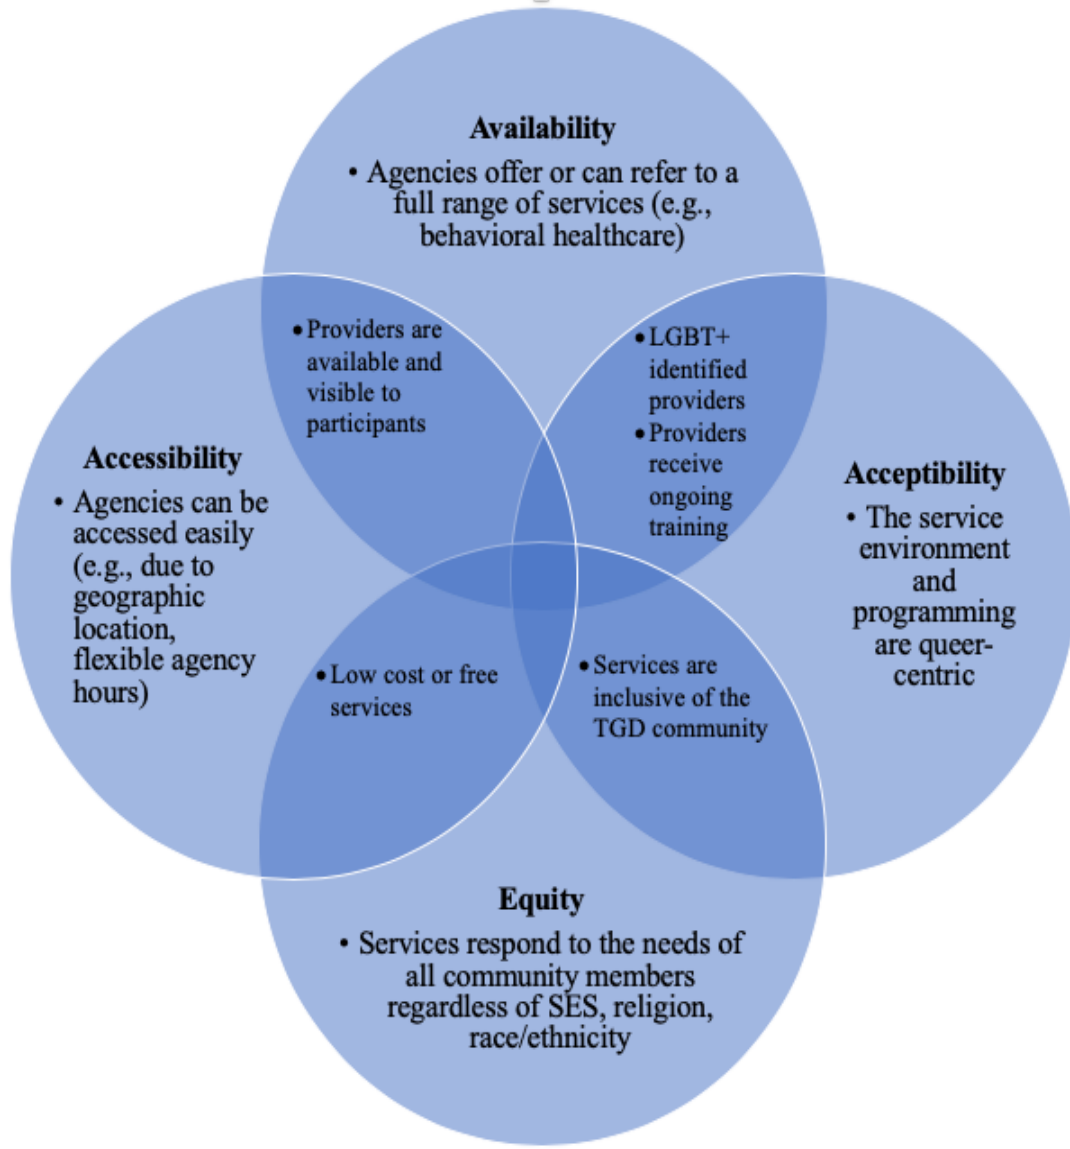 Availability
• Agencies offer or can refer to a
full range of services (e.g.,
behavioral healthcare)
• Providers are
available and
visible to
participants
• LGBT+
identified
providers
• Providers
receive
ongoing
training
Accessibility
• Agencies can be
accessed easily
(e.g., due to
geographic
location,
flexible agency
hours)
Acceptibility
• The service
environment
and
programming
are queer-
centric
• Low cost or free
services
• Services are
inclusive of the
TGD community
Equity
• Services respond to the needs of
all community members
regardless of SES, religion,
race/ethnicity